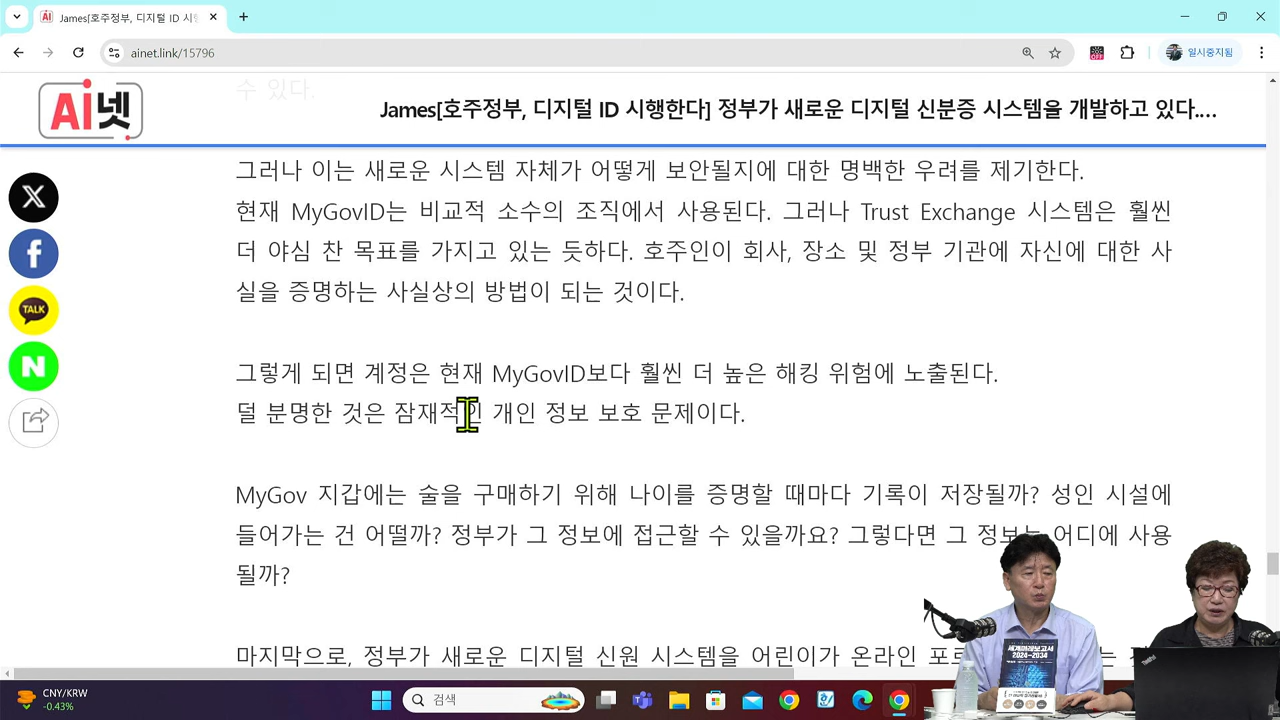 James[호주정부, 디지털 ID 시행
ainet.link/15796
OFF
일시중지됨
수 있다.
Ai넷
James[호주정부, 디지털 ID 시행한다] 정부가 새로운 디지털 신분증 시스템을 개발하고 있다....
그러나 이는 새로운 시스템 자체가 어떻게 보안될지에 대한 명백한 우려를 제기한다.
현재 MyGovID는 비교적 소수의 조직에서 사용된다. 그러나 Trust Exchange 시스템은 훨씬
더 야심 찬 목표를 가지고 있는 듯하다. 호주인이 회사, 장소 및 정부 기관에 자신에 대한 사
실을 증명하는 사실상의 방법이 되는 것이다.
그렇게 되면 계정은 현재 MyGovID보다 훨씬 더 높은 해킹 위험에 노출된다.
덜 분명한 것은 잠재적인 개인 정보 보호 문제이다.
MyGov 지갑에는 술을 구매하기 위해 나이를 증명할 때마다 기록이 저장될까? 성인 시설에
들어가는 건 어떨까? 정부가 그 정보에 접근할 수 있을까요? 그렇다면 그 정보는 어디에 사용
될까?
마지막으로, 정부가 새로운 디지털 신원 시스템을 어린이가 온라인 포르
는
X
f
TALK
N
세계미래보고서
2024-2034
ThinkPad
CNY/KRW
-0.43%
검색